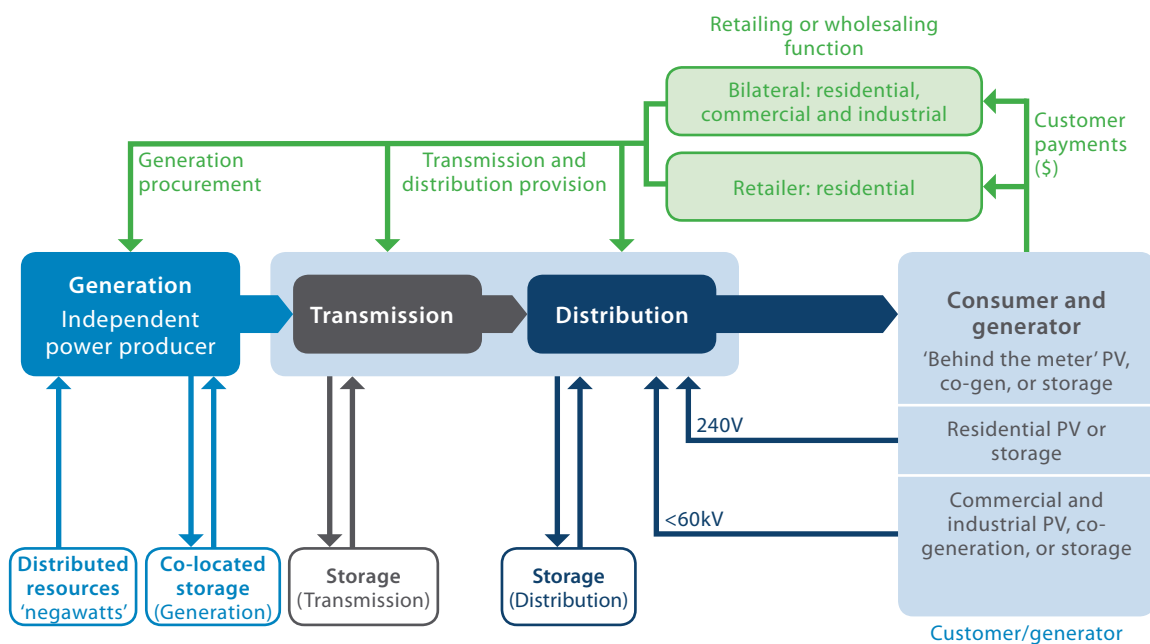 Retailing or wholesaling
function
Bilateral: residential,
commercial and industrial
Customer
payments
($)
Generation
procurement
Transmission and
distribution provision
Retailer: residential
Generation
Independent
power producer
Transmission
Distribution
Consumer and
generator
‘Behind the meter’ PV,
co-gen, or storage
240V
Residential PV or
storage
<60kV
Commercial and
industrial PV, co-
generation, or storage
Distributed
resources
‘negawatts’
Co-located
storage
(Generation)
Storage
(Transmission)
Storage
(Distribution)
Customer/generator